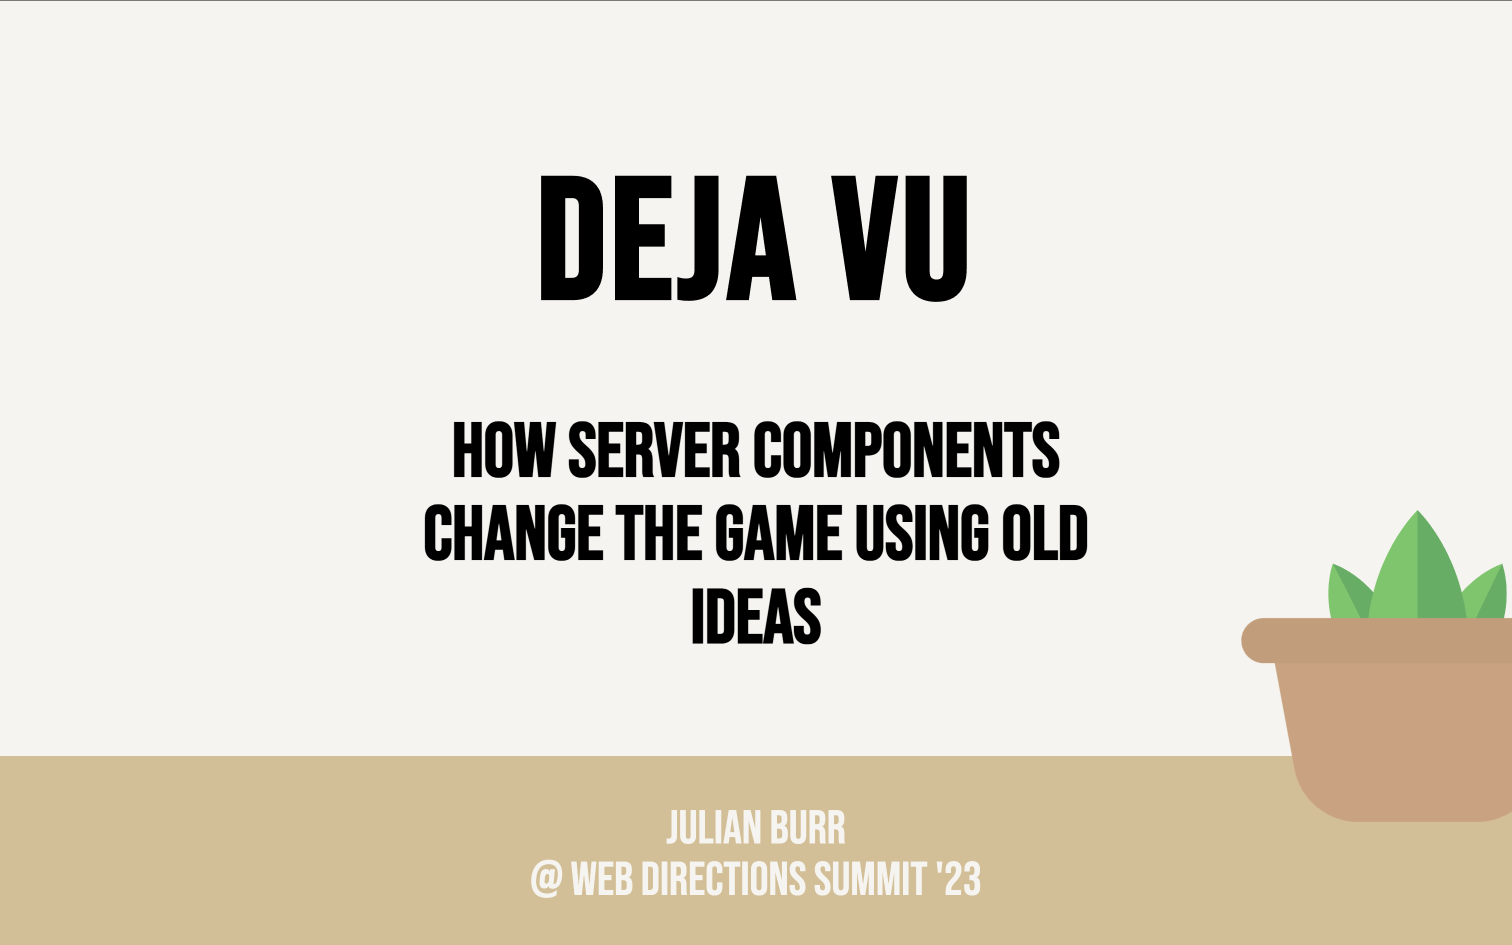 DEJA VU
HOW SERVER COMPONENTS
CHANGE THE GAME USING OLD
IDEAS
JULIAN BURR
@ WEB DIRECTIONS SUMMIT '23